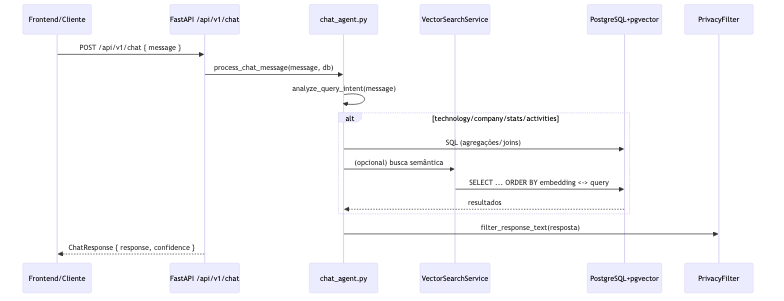 Frontend/Cliente
FastAPI /api/v1/chat
chat_agent.py
VectorSearchService
PostgreSQL+pgvector
PrivacyFilter
POST /api/v1/chat { message }
process_chat_message(message, db)
analyze_query_intent(message)
alt
[technology/company/stats/activities]
SQL (agregações/joins)
(opcional) busca semântica
SELECT ... ORDER BY embedding <-> query
resultados
filter_response_text(resposta)
ChatResponse { response, confidence }
Frontend/Cliente
FastAPI /api/v1/chat
chat_agent.py
VectorSearchService
PostgreSQL+pgvector
PrivacyFilter